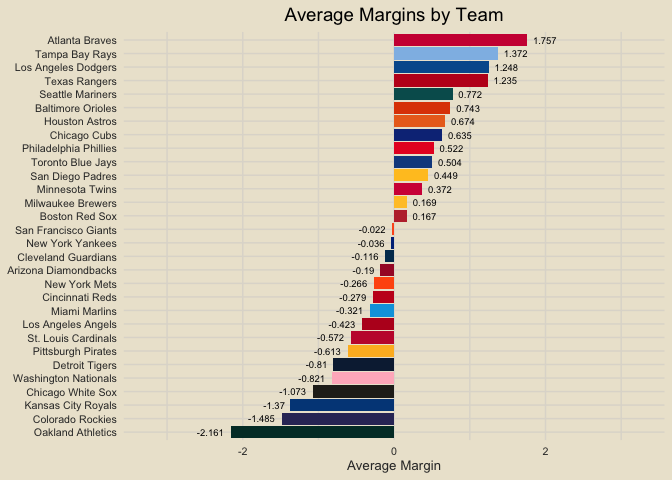 Average Margins by Team
Atlanta Braves 1.757
Tampa Bay Rays 1.372
Los Angeles Dodgers 1.248
Texas Rangers 1.235
Seattle Mariners 0.772
Baltimore Orioles 0.743
Houston Astros 0.674
Chicago Cubs 0.635
Philadelphia Phillies 0.522
Toronto Blue Jays 0.504
San Diego Padres 0.449
Minnesota Twins 0.372
Milwaukee Brewers 0.169
Boston Red Sox 0.167
San Francisco Giants -0.022
New York Yankees -0.036
Cleveland Guardians -0.116
Arizona Diamondbacks -0.19
New York Mets -0.266
Cincinnati Reds -0.279
Miami Marlins -0.321
Los Angeles Angels -0.423
St. Louis Cardinals -0.572
Pittsburgh Pirates -0.613
Detroit Tigers -0.81
Washington Nationals -0.821
Chicago White Sox -1.073
Kansas City Royals -1.37
Colorado Rockies -1.485
Oakland Athletics -2.161
-2 0 2
Average Margin